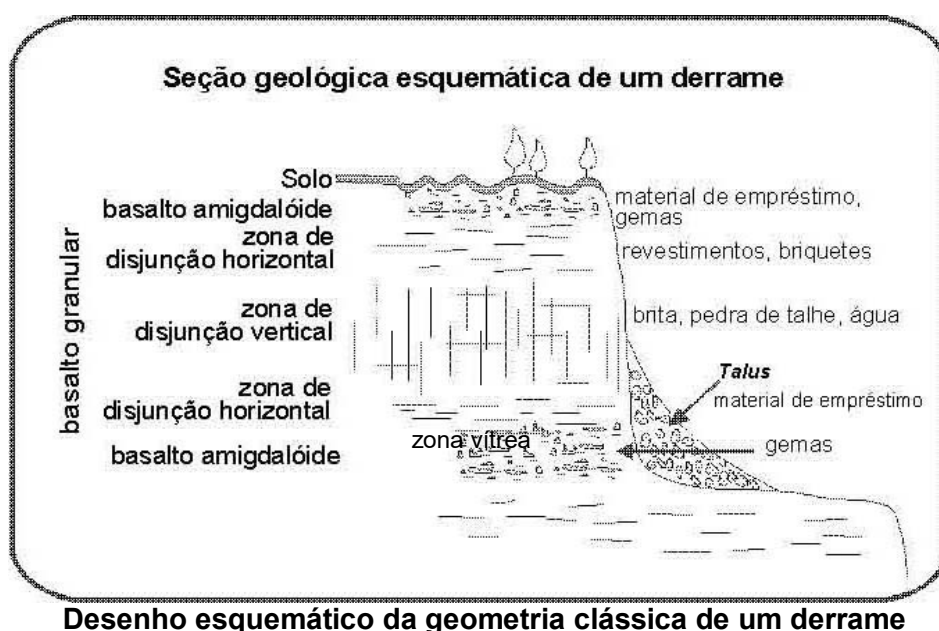 Seção geológica esquemática de um derrame
Solo
basalto amigdalóide
zona de
disjunção horizontal
zona de
disjunção vertical
zona de
disjunção horizontal
zona vítrea
basalto amigdalóide
basalto granular
material de empréstimo,
gemas
revestimentos, briquetes
brita, pedra de talhe, água
Talus
material de empréstimo
gemas
Desenho esquemático da geometria clássica de um derrame